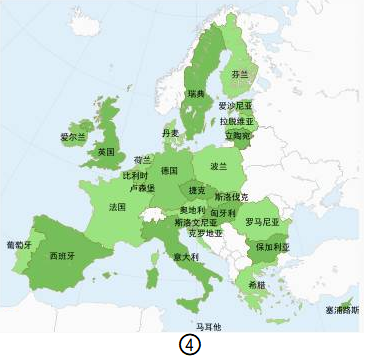 芬兰
瑞典
爱沙尼亚
拉脱维亚
立陶宛
丹麦
爱尔兰
英国
荷兰
比利时
卢森堡
德国
波兰
捷克
斯洛伐克
法国
奥地利
匈牙利
斯洛文尼亚
克罗地亚
罗马尼亚
保加利亚
葡萄牙
西班牙
意大利
希腊
塞浦路斯
马耳他
④